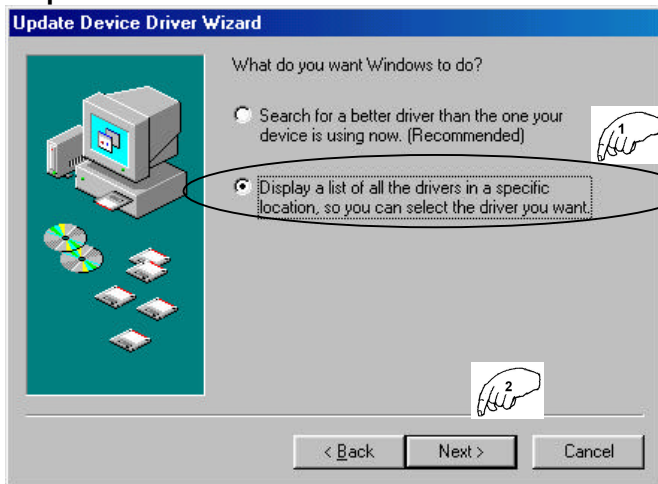 Update Device Driver Wizard
What do you want Windows to do?
Search for a better driver than the one your
device is using now. (Recommended)
1
Display a list of all the drivers in a specific
location, so you can select the driver you want.
2
< Back
Next >
Cancel